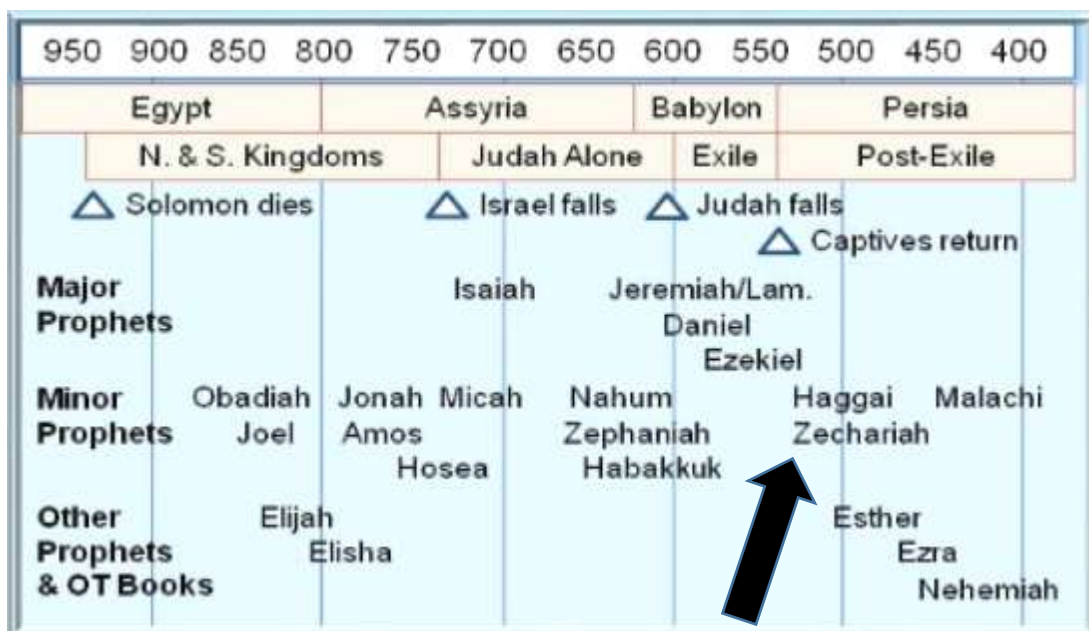 950 900 850 800 750 700 650 600 550 500 450 400
Egypt Assyria Babylon Persia
N. & S. Kingdoms Judah Alone Exile Post-Exile
Solomon dies Israel falls Judah falls
Captives return
Major Isaiah Jeremiah/Lam.
Prophets Daniel
Ezekiel
Minor Obadiah Jonah Micah Nahum Haggai Malachi
Prophets Joel Amos Zephaniah Zechariah
Hosea Habakkuk
Other Elijah Esther
Prophets Elisha Ezra
& OT Books Nehemiah